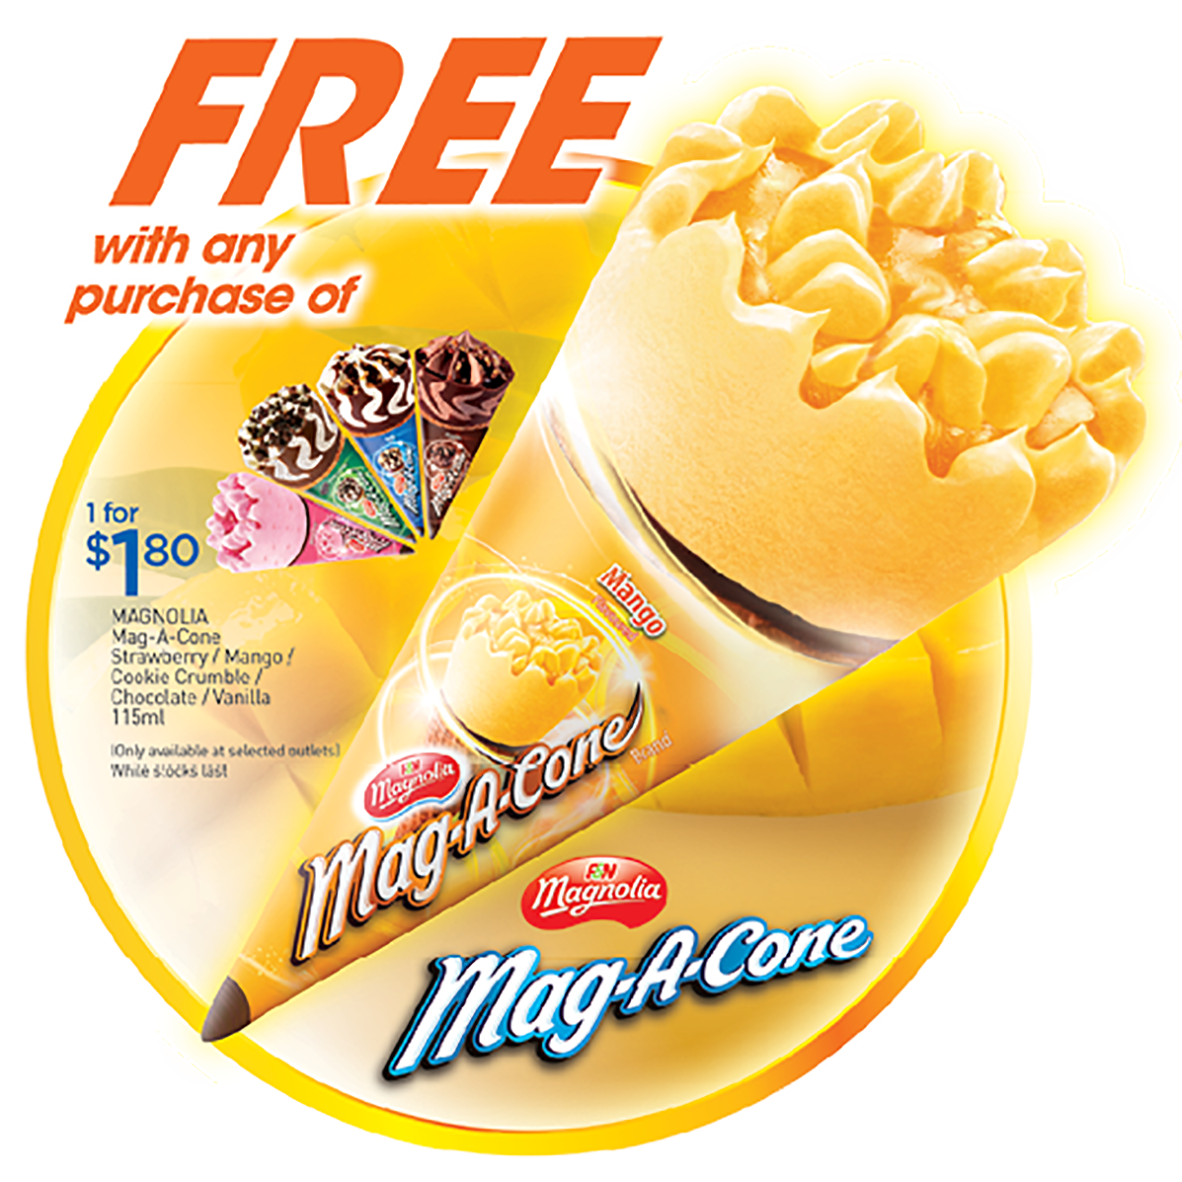 FREE
with any
purchase of
1 for
$180
MAGNOLIA
Mag-A-Cone
Strawberry / Mango /
Cookie Crumble /
Chocolate / Vanilla
115ml
(Only available at selected outlets)
While stocks last
Mango
Flavoured
F&N
Magnolia
Mag-A-Cone
Brand
F&N
Magnolia
Mag-A-Cone